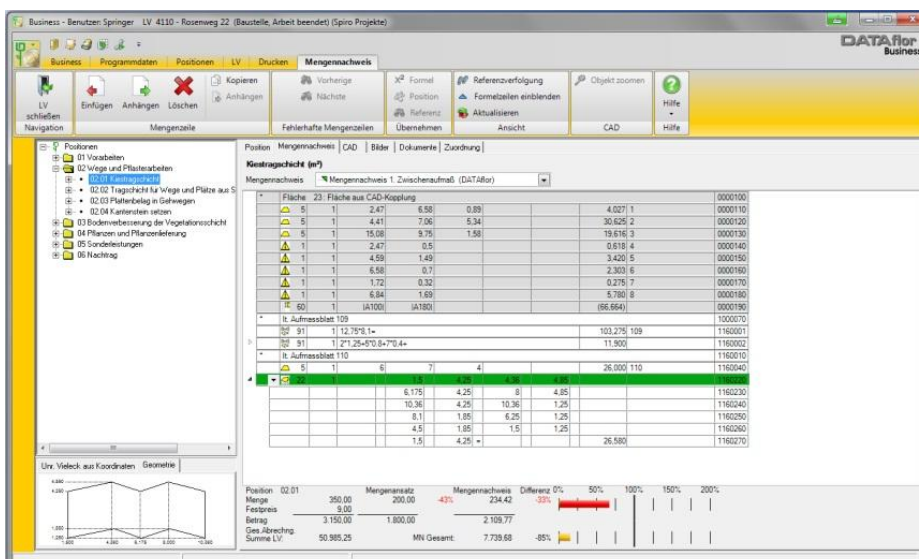 Business - Benutzer: Springer LV 4110 - Rosenweg 22 (Baustelle, Arbeit beendet) (Spiro Projekte)
DATAflor
Business
Business Programmdaten Positionen LV Drucken Mengennachweis
LV schließen
Einfügen Anhängen Löschen
Kopieren
Anhängen
Vorherige
Nächste
Formel
Position
Referenz
Referenzverfolgung
Formelzeilen einblenden
Aktualisieren
Objekt zoomen
Hilfe
Navigation Mengenzeile Fehlerhafte Mengenzeilen Übernehmen Ansicht CAD Hilfe
Positionen
01 Vorarbeiten
02 Wege und Pflasterarbeiten
02.01 Kiestragschicht
02.02 Tragschicht für Wege und Plätze aus S
02.03 Plattenbelag in Gehwegen
02.04 Kantenstein setzen
03 Bodenverbesserung der Vegetationsschicht
04 Pflanzen und Pflanzenlieferung
05 Sonderleistungen
06 Nachtrag
Position Mengennachweis CAD Bilder Dokumente Zuordnung
Kiestragschicht (m³)
Mengennachweis Mengennachweis 1. Zwischenaufmaß (DATAflor)
* Fläche 23: Fläche aus CAD-Kopplung 0000100
5 1 2,47 6,58 0,89 4,027 1 0000110
5 1 4,41 7,06 5,34 30,625 2 0000120
5 1 15,08 9,75 1,58 19,616 3 0000130
1 1 2,47 0,5 0,618 4 0000140
1 1 4,59 1,49 3,420 5 0000150
1 1 6,58 0,7 2,303 6 0000160
1 1 1,72 0,32 0,275 7 0000170
1 1 6,84 1,69 5,780 8 0000180
60 1 |A100| |A180| (66,664) 0000190
* lt. Aufmassblatt 109 1000070
91 1 12,75*8,1= 103,275 109 1160001
91 1 2*1,25+5*0,8+7*0,4= 11,900 1160002
* lt. Aufmassblatt 110 1160010
5 1 6 7 4 26,000 110 1160040
22 1 1,5 4,25 4,36 4,85 1160220
6,175 4,25 8 4,85 1160230
10,36 4,25 10,36 1,25 1160240
8,1 1,85 6,25 1,25 1160250
4,5 1,85 1,5 1,25 1160260
1,5 4,25 = 26,580 1160270
Unr. Vieleck aus Koordinaten Geometrie
Position 02.01 Mengenansatz Mengennachweis Differenz 0% 50% 100% 150% 200%
Menge 350,00 200,00 -43% 234,42 -33%
Festpreis 9,00
Betrag 3.150,00 1.800,00 2.109,77
Ges.Abrechng.
Summe LV: 50.985,25 MN Gesamt: 7.739,68 -85%